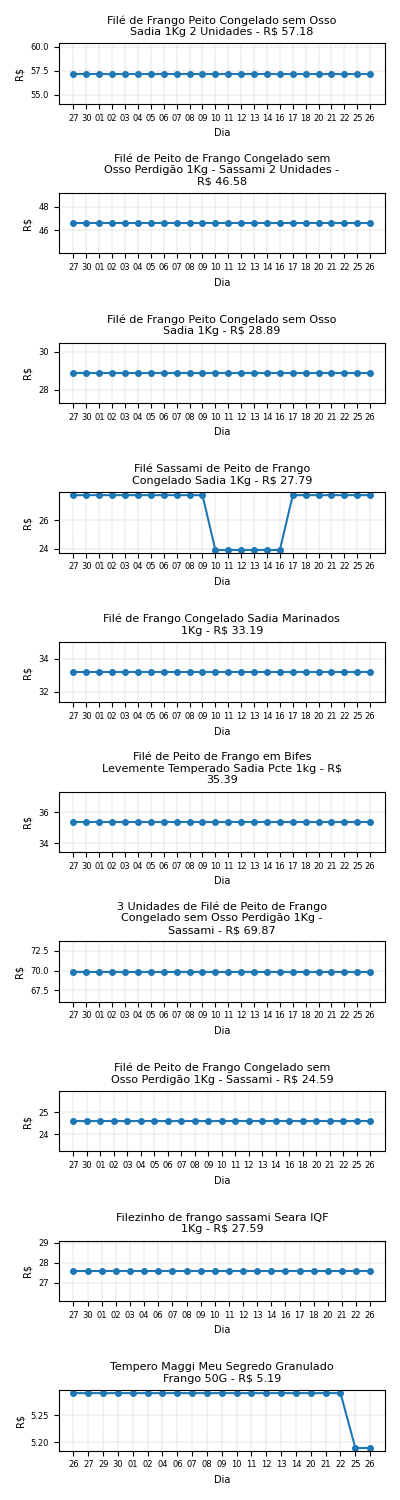 Filé de Frango Peito Congelado sem Osso
Sadia 1Kg 2 Unidades - R$ 57.18
60.0
57.5
55.0
R$
27 30 01 02 03 04 05 06 07 08 09 10 11 12 13 14 16 17 18 20 21 22 25 26
Dia
Filé de Peito de Frango Congelado sem
Osso Perdigão 1Kg - Sassami 2 Unidades -
R$ 46.58
48
46
R$
27 30 01 02 03 04 05 06 07 08 09 10 11 12 13 14 16 17 18 20 21 22 25 26
Dia
Filé de Frango Peito Congelado sem Osso
Sadia 1Kg - R$ 28.89
30
28
R$
27 30 01 02 03 04 05 06 07 08 09 10 11 12 13 14 16 17 18 20 21 22 25 26
Dia
Filé Sassami de Peito de Frango
Congelado Sadia 1Kg - R$ 27.79
26
24
R$
27 30 01 02 03 04 05 06 07 08 09 10 11 12 13 14 16 17 18 20 21 22 25 26
Dia
Filé de Frango Congelado Sadia Marinados
1Kg - R$ 33.19
34
32
R$
27 30 01 02 03 04 05 06 07 08 09 10 11 12 13 14 16 17 18 20 21 22 25 26
Dia
Filé de Peito de Frango em Bifes
Levemente Temperado Sadia Pcte 1kg - R$
35.39
36
34
R$
27 30 01 02 03 04 05 06 07 08 09 10 11 12 13 14 16 17 18 20 21 22 25 26
Dia
3 Unidades de Filé de Peito de Frango
Congelado sem Osso Perdigão 1Kg -
Sassami - R$ 69.87
72.5
70.0
67.5
R$
27 30 01 02 03 04 05 06 07 08 09 10 11 12 13 14 16 17 18 20 21 22 25 26
Dia
Filé de Peito de Frango Congelado sem
Osso Perdigão 1Kg - Sassami - R$ 24.59
25
24
R$
27 30 01 02 03 04 05 06 07 08 09 10 11 12 13 14 16 18 20 21 22 25 26
Dia
Filezinho de frango sassami Seara IQF
1Kg - R$ 27.59
29
28
27
R$
27 30 01 03 04 05 06 07 08 09 10 11 12 13 14 16 18 20 21 22 25 26
Dia
Tempero Maggi Meu Segredo Granulado
Frango 50G - R$ 5.19
5.25
5.20
R$
26 27 29 30 01 02 04 05 06 08 09 10 11 12 13 14 20 21 22 25 26
Dia